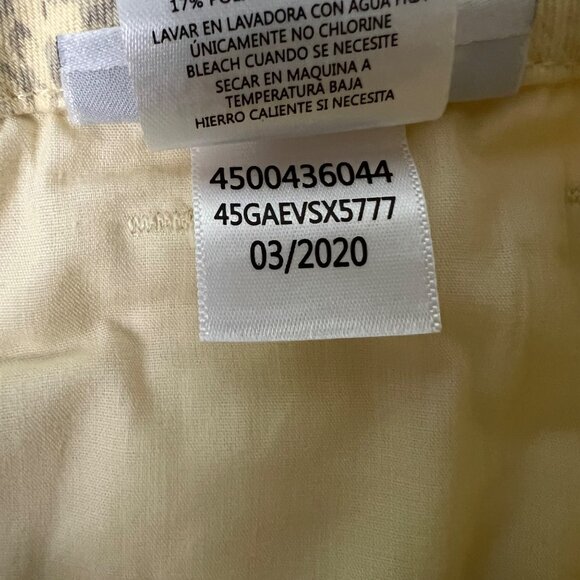 17%
LAVAR EN LAVADORA CON AGUA
ÚNICAMENTE NO CHLORINE
BLEACH CUANDO SE NECESITE
SECAR EN MAQUINA A
TEMPERATURA BAJA
HIERRO CALIENTE SI NECESITA
4500436044
45GAEVSX5777
03/2020